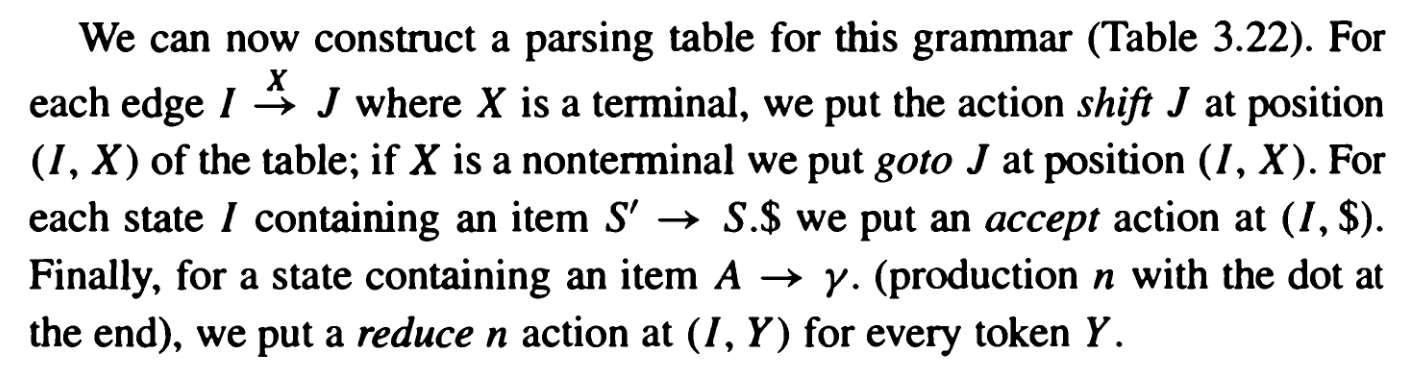 We can now construct a parsing table for this grammar (Table 3.22). For
each edge I X→ J where X is a terminal, we put the action shift J at position
(I, X) of the table; if X is a nonterminal we put goto J at position (I, X). For
each state I containing an item S′ → S.$ we put an accept action at (I, $).
Finally, for a state containing an item A → γ. (production n with the dot at
the end), we put a reduce n action at (I, Y) for every token Y.